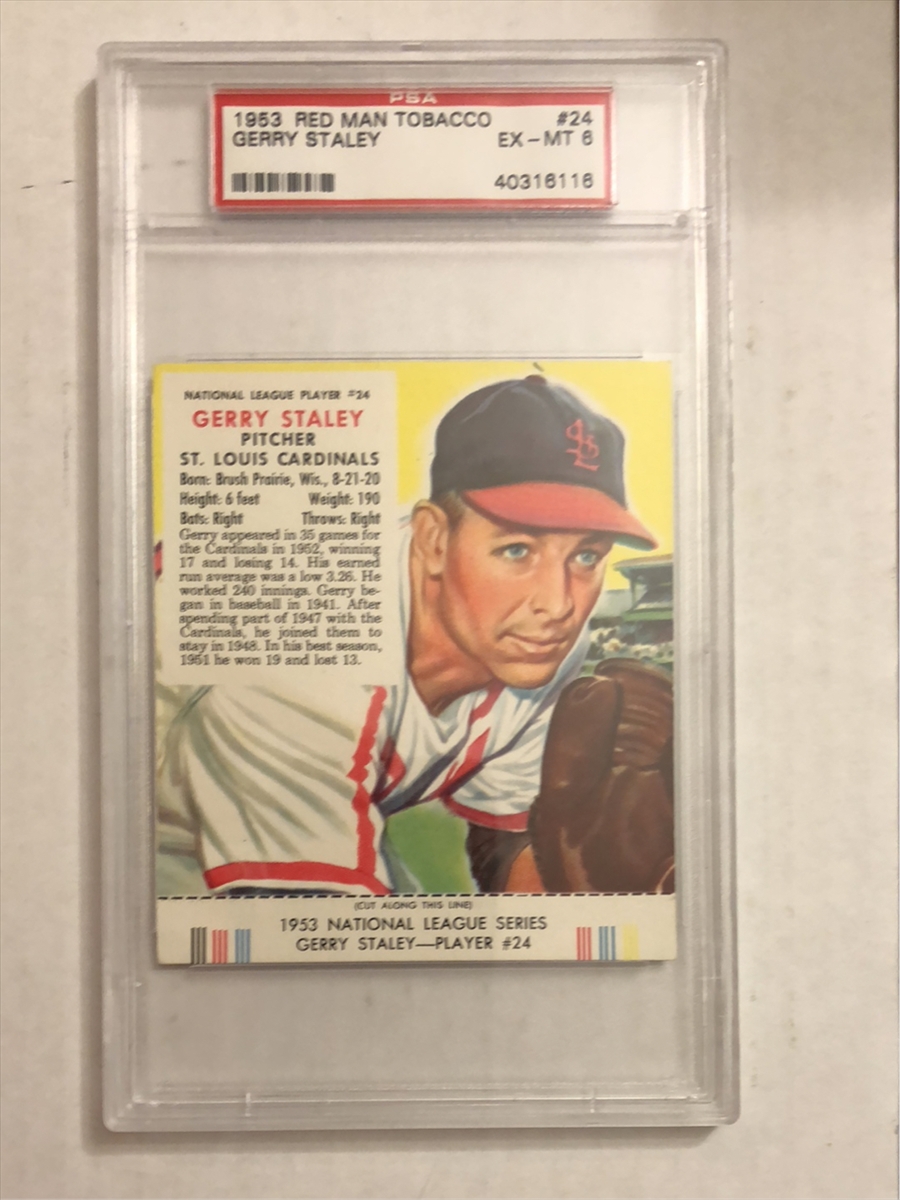 PSA
1953 RED MAN TOBACCO #24
GERRY STALEY EX-MT 6
40316116
NATIONAL LEAGUE PLAYER #24
GERRY STALEY
PITCHER
ST. LOUIS CARDINALS
Born: Brush Prairie, Wis., 8-21-20
Height: 6 feet Weight: 190
Bats: Right Throws: Right
Gerry appeared in 35 games for
the Cardinals in 1952, winning
17 and losing 14. His earned
run average was a low 3.26. He
worked 240 innings. Gerry be-
gan in baseball in 1941. After
spending part of 1947 with the
Cardinals, he joined them to
stay in 1948. In his best season,
1951 he won 19 and lost 13.
StL
(CUT ALONG THIS LINE)
1953 NATIONAL LEAGUE SERIES
GERRY STALEY—PLAYER #24